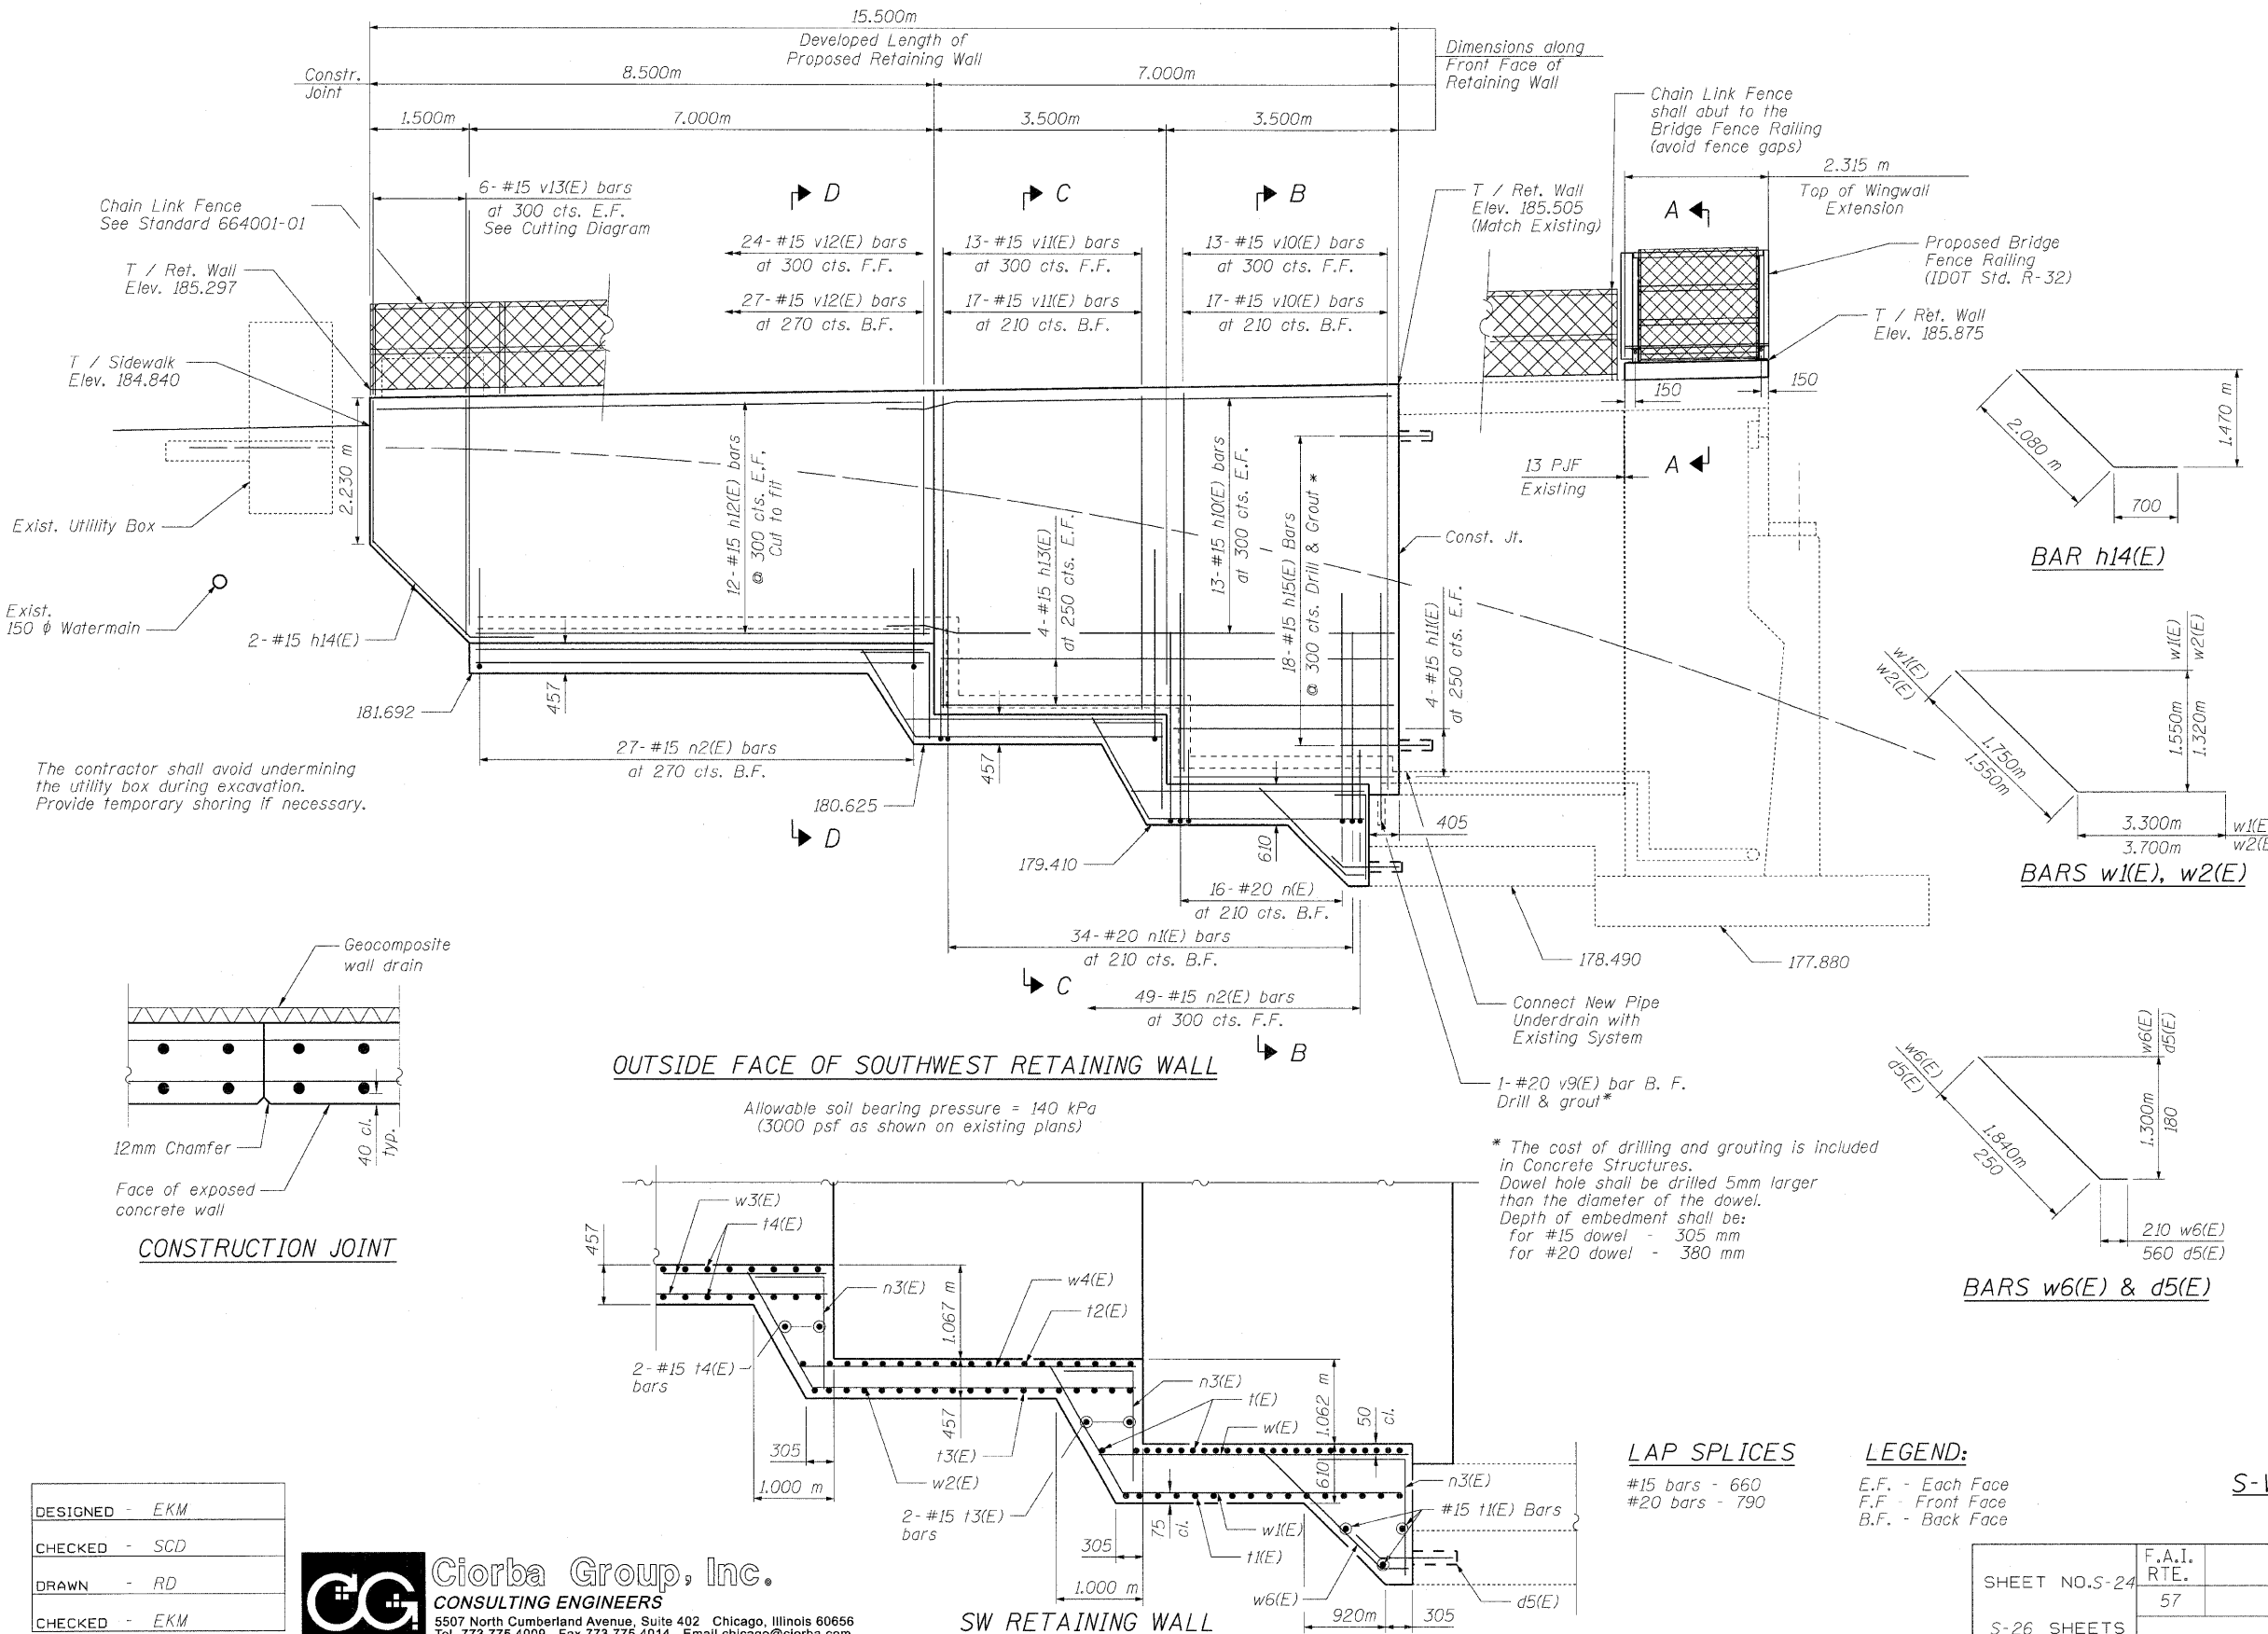 15.500m
Developed Length of
Proposed Retaining Wall
Dimensions along
Front Face of
Retaining Wall
Constr.
Joint
8.500m
7.000m
1.500m
7.000m
3.500m
3.500m
Chain Link Fence
shall abut to the
Bridge Fence Railing
(avoid fence gaps)
2.315 m
Top of Wingwall
Extension
6-#15 v13(E) bars
at 300 cts. E.F.
See Cutting Diagram
D
C
B
A
Chain Link Fence
See Standard 664001-01
T / Ret. Wall
Elev. 185.505
(Match Existing)
24-#15 v12(E) bars
at 300 cts. F.F.
27-#15 v12(E) bars
at 270 cts. B.F.
13-#15 v11(E) bars
at 300 cts. F.F.
17-#15 v11(E) bars
at 210 cts. B.F.
13-#15 v10(E) bars
at 300 cts. F.F.
17-#15 v10(E) bars
at 210 cts. B.F.
Proposed Bridge
Fence Railing
(IDOT Std. R-32)
T / Ret. Wall
Elev. 185.297
T / Ret. Wall
Elev. 185.875
T / Sidewalk
Elev. 184.840
150
150
2.230 m
12-#15 h12(E) bars
@ 300 cts. E.F.
Cut to fit
4-#15 h13(E)
at 250 cts. E.F.
13-#15 h10(E) bars
at 300 cts. E.F.
18-#15 h15(E) Bars
@ 300 cts. Drill & Grout *
4-#15 h11(E)
at 250 cts. E.F.
13 PJF
Existing
A
Const. Jt.
2.080 m
1.470 m
700
BAR h14(E)
Exist. Utility Box
Exist.
150 ϕ Watermain
2-#15 h14(E)
181.692
457
27-#15 n2(E) bars
at 270 cts. B.F.
180.625
457
D
The contractor shall avoid undermining
the utility box during excavation.
Provide temporary shoring if necessary.
179.410
610
405
16-#20 n(E)
at 210 cts. B.F.
34-#20 n1(E) bars
at 210 cts. B.F.
C
49-#15 n2(E) bars
at 300 cts. F.F.
B
178.490
177.880
Connect New Pipe
Underdrain with
Existing System
1-#20 v9(E) bar B. F.
Drill & grout*
w1(E)
w2(E)
w1(E)
w2(E)
1.750m
1.550m
1.550m
1.320m
3.300m
3.700m
w1(E
w2(E
BARS w1(E), w2(E)
Geocomposite
wall drain
12mm Chamfer
40 cl.
typ.
Face of exposed
concrete wall
CONSTRUCTION JOINT
OUTSIDE FACE OF SOUTHWEST RETAINING WALL
Allowable soil bearing pressure = 140 kPa
(3000 psf as shown on existing plans)
* The cost of drilling and grouting is included
in Concrete Structures.
Dowel hole shall be drilled 5mm larger
than the diameter of the dowel.
Depth of embedment shall be:
for #15 dowel - 305 mm
for #20 dowel - 380 mm
w6(E)
d5(E)
w6(E)
d5(E)
1.840m
250
1.300m
180
210 w6(E)
560 d5(E)
BARS w6(E) & d5(E)
w3(E)
t4(E)
457
n3(E)
1.067 m
w4(E)
t2(E)
2-#15 t4(E)
bars
305
1.000 m
457
t3(E)
w2(E)
n3(E)
t(E)
w(E)
1.062 m
50
cl.
610
2-#15 t3(E)
bars
75
cl.
w1(E)
t1(E)
305
1.000 m
n3(E)
#15 t1(E) Bars
w6(E)
d5(E)
920m
305
SW RETAINING WALL
LAP SPLICES
#15 bars - 660
#20 bars - 790
LEGEND:
E.F. - Each Face
F.F - Front Face
B.F. - Back Face
DESIGNED - EKM
CHECKED - SCD
DRAWN - RD
CHECKED - EKM
CG
Ciorba Group, Inc.
CONSULTING ENGINEERS
5507 North Cumberland Avenue, Suite 402 Chicago, Illinois 60656
Tel. 773.775.4009 Fax 773.775.4014 Email chicago@ciorba.com
SHEET NO.S-24
S-26 SHEETS
F.A.I.
RTE.
57